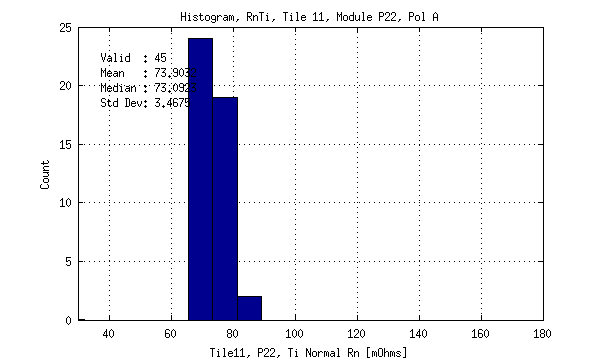 Histogram, RnTi, Tile 11, Module P22, Pol A
25
20
15
10
5
0
Count
Valid : 45
Mean : 73.903
Median : 73.092
Std Dev: 3.4675
40 60 80 100 120 140 160 180
Tile11, P22, Ti Normal Rn [mOhms]